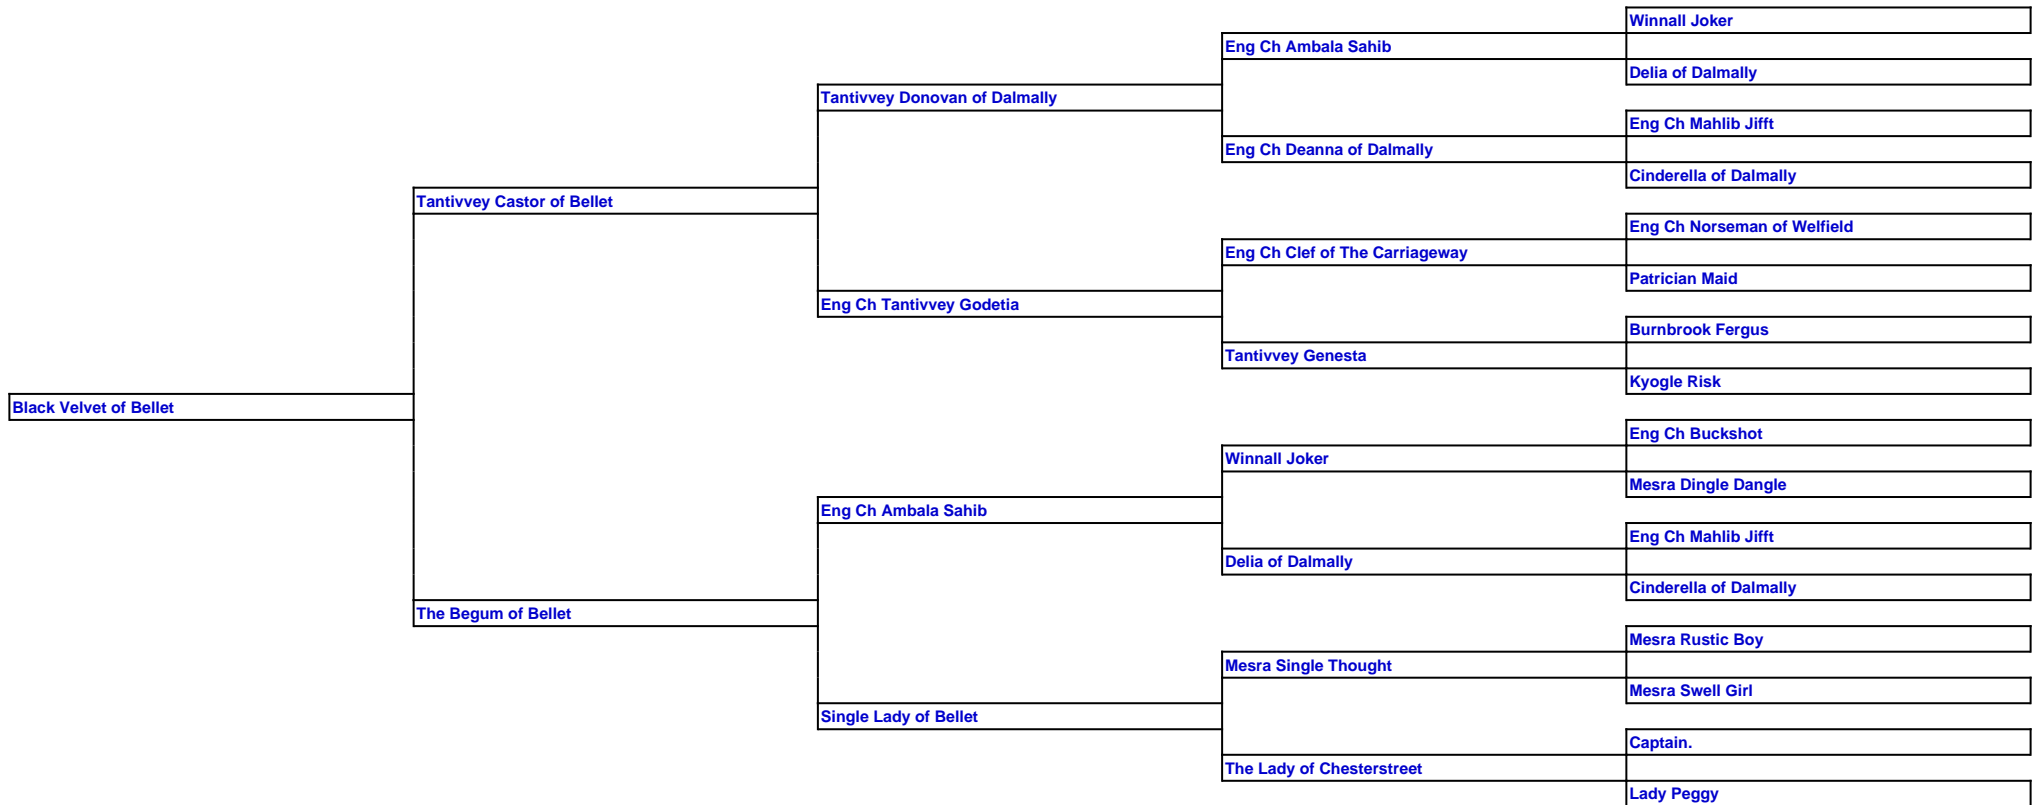 Winnall Joker
Eng Ch Ambala Sahib
Delia of Dalmally
Tantivvey Donovan of Dalmally
Eng Ch Mahlib Jifft
Eng Ch Deanna of Dalmally
Cinderella of Dalmally
Tantivvey Castor of Bellet
Eng Ch Norseman of Welfield
Eng Ch Clef of The Carriageway
Patrician Maid
Eng Ch Tantivvey Godetia
Burnbrook Fergus
Tantivvey Genesta
Kyogle Risk
Black Velvet of Bellet
Eng Ch Buckshot
Winnall Joker
Mesra Dingle Dangle
Eng Ch Ambala Sahib
Eng Ch Mahlib Jifft
Delia of Dalmally
Cinderella of Dalmally
The Begum of Bellet
Mesra Rustic Boy
Mesra Single Thought
Mesra Swell Girl
Single Lady of Bellet
Captain.
The Lady of Chesterstreet
Lady Peggy